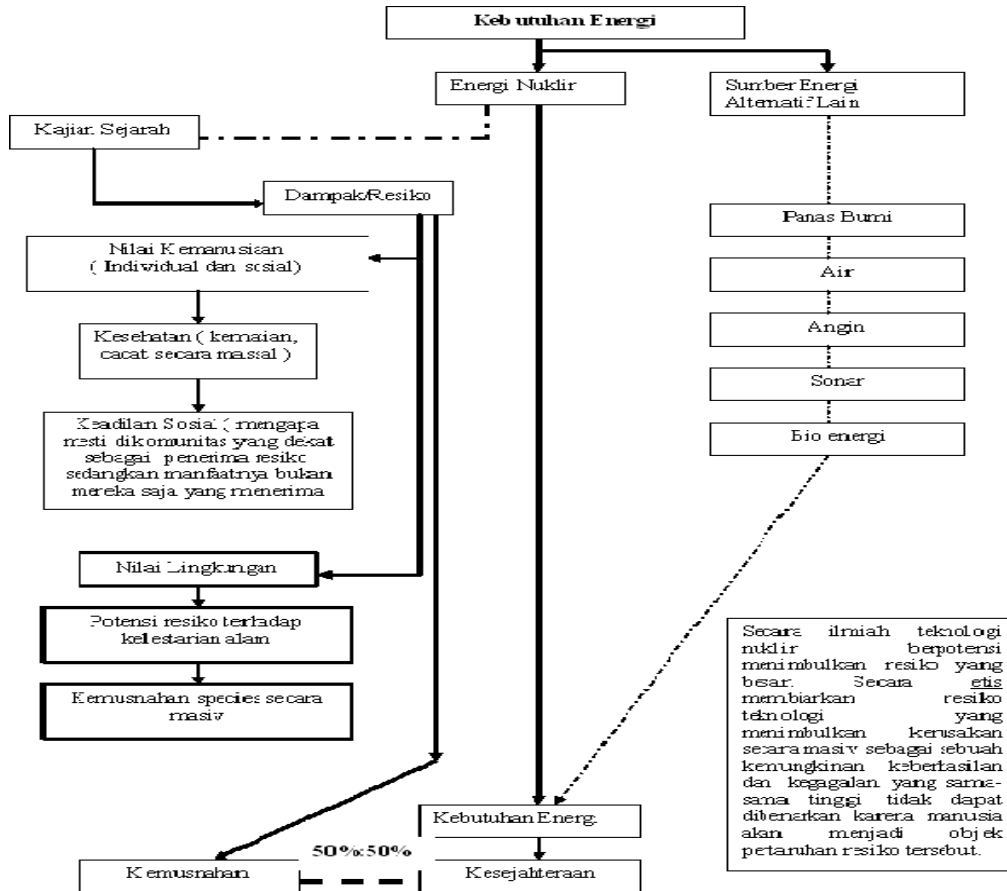 Kebutuhan Energi
Energi Nuklir
Sumber Energi
Alternatif Lain
Kajian Sejarah
Dampak/Resiko
Panas Bumi
Nilai Kemanusiaan
( Individual dan sosial)
Air
Angin
Kesehatan ( kematian,
cacat secara massal )
Sonar
Bio energi
Keadilan Sosial ( mengapa
mesti dikomunitas yang dekat
sebagai penerima resiko
sedangkan manfaatnya bukan
mereka saja yang menerima
Nilai Lingkungan
Potensi resiko terhadap
kelestarian alam
Kemusnahan species secara
masiv
Secara ilmiah teknologi
nuklir berpotensi
menimbulkan resiko yang
besar. Secara etis
membiarkan resiko
teknologi yang
menimbulkan kerusakan
secara masiv sebagai sebuah
kemungkinan keberhasilan
dan kegagalan yang sama-
sama tinggi tidak dapat
dibenarkan karena manusia
akan menjadi objek
pertaruhan resiko tersebut.
Kebutuhan Energi
50%:50%
Kemusnahan
Kesejahteraan